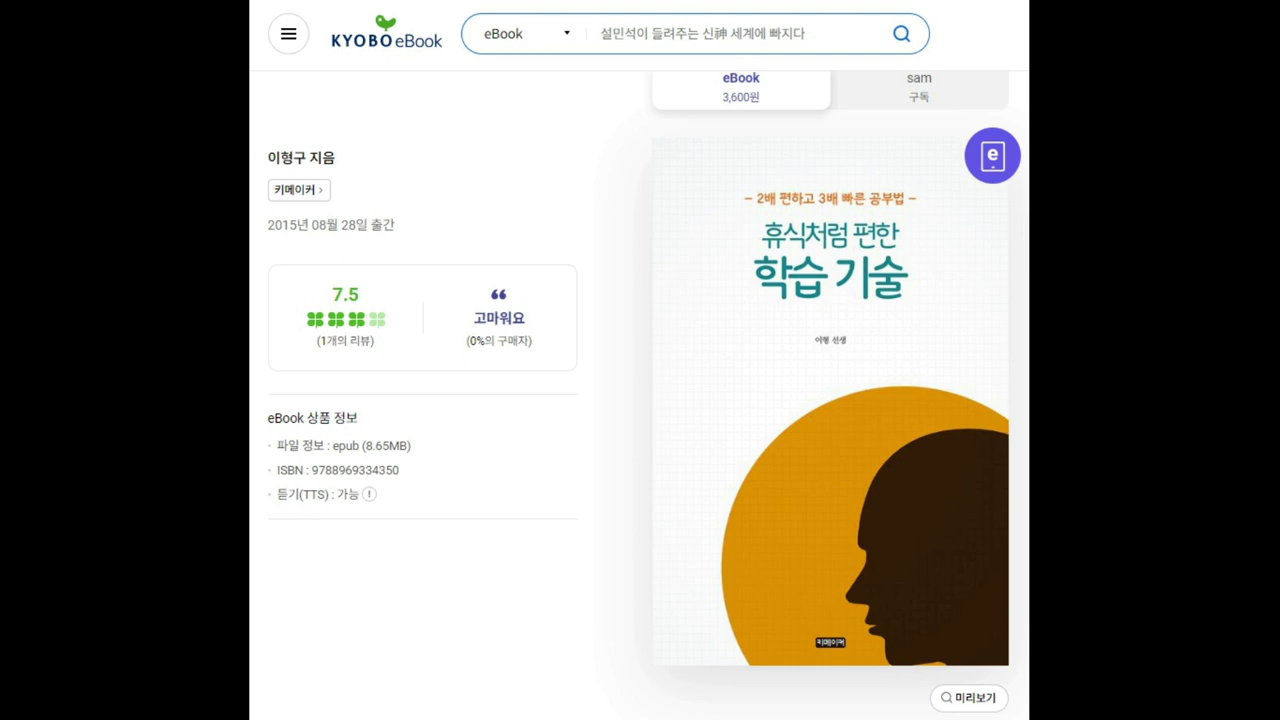 KYOBO eBook
eBook
설민석이 들려주는 신神 세계에 빠지다
eBook
3,600원
sam
구독
이형구 지음
키메이커 ›
2015년 08월 28일 출간
7.5
(1개의 리뷰)
❝
고마워요
(0%의 구매자)
eBook 상품 정보
· 파일 정보 : epub (8.65MB)
· ISBN : 9788969334350
· 듣기(TTS) : 가능 !
e
– 2배 편하고 3배 빠른 공부법 –
휴식처럼 편한
학습 기술
이형 선생
키메이커
미리보기